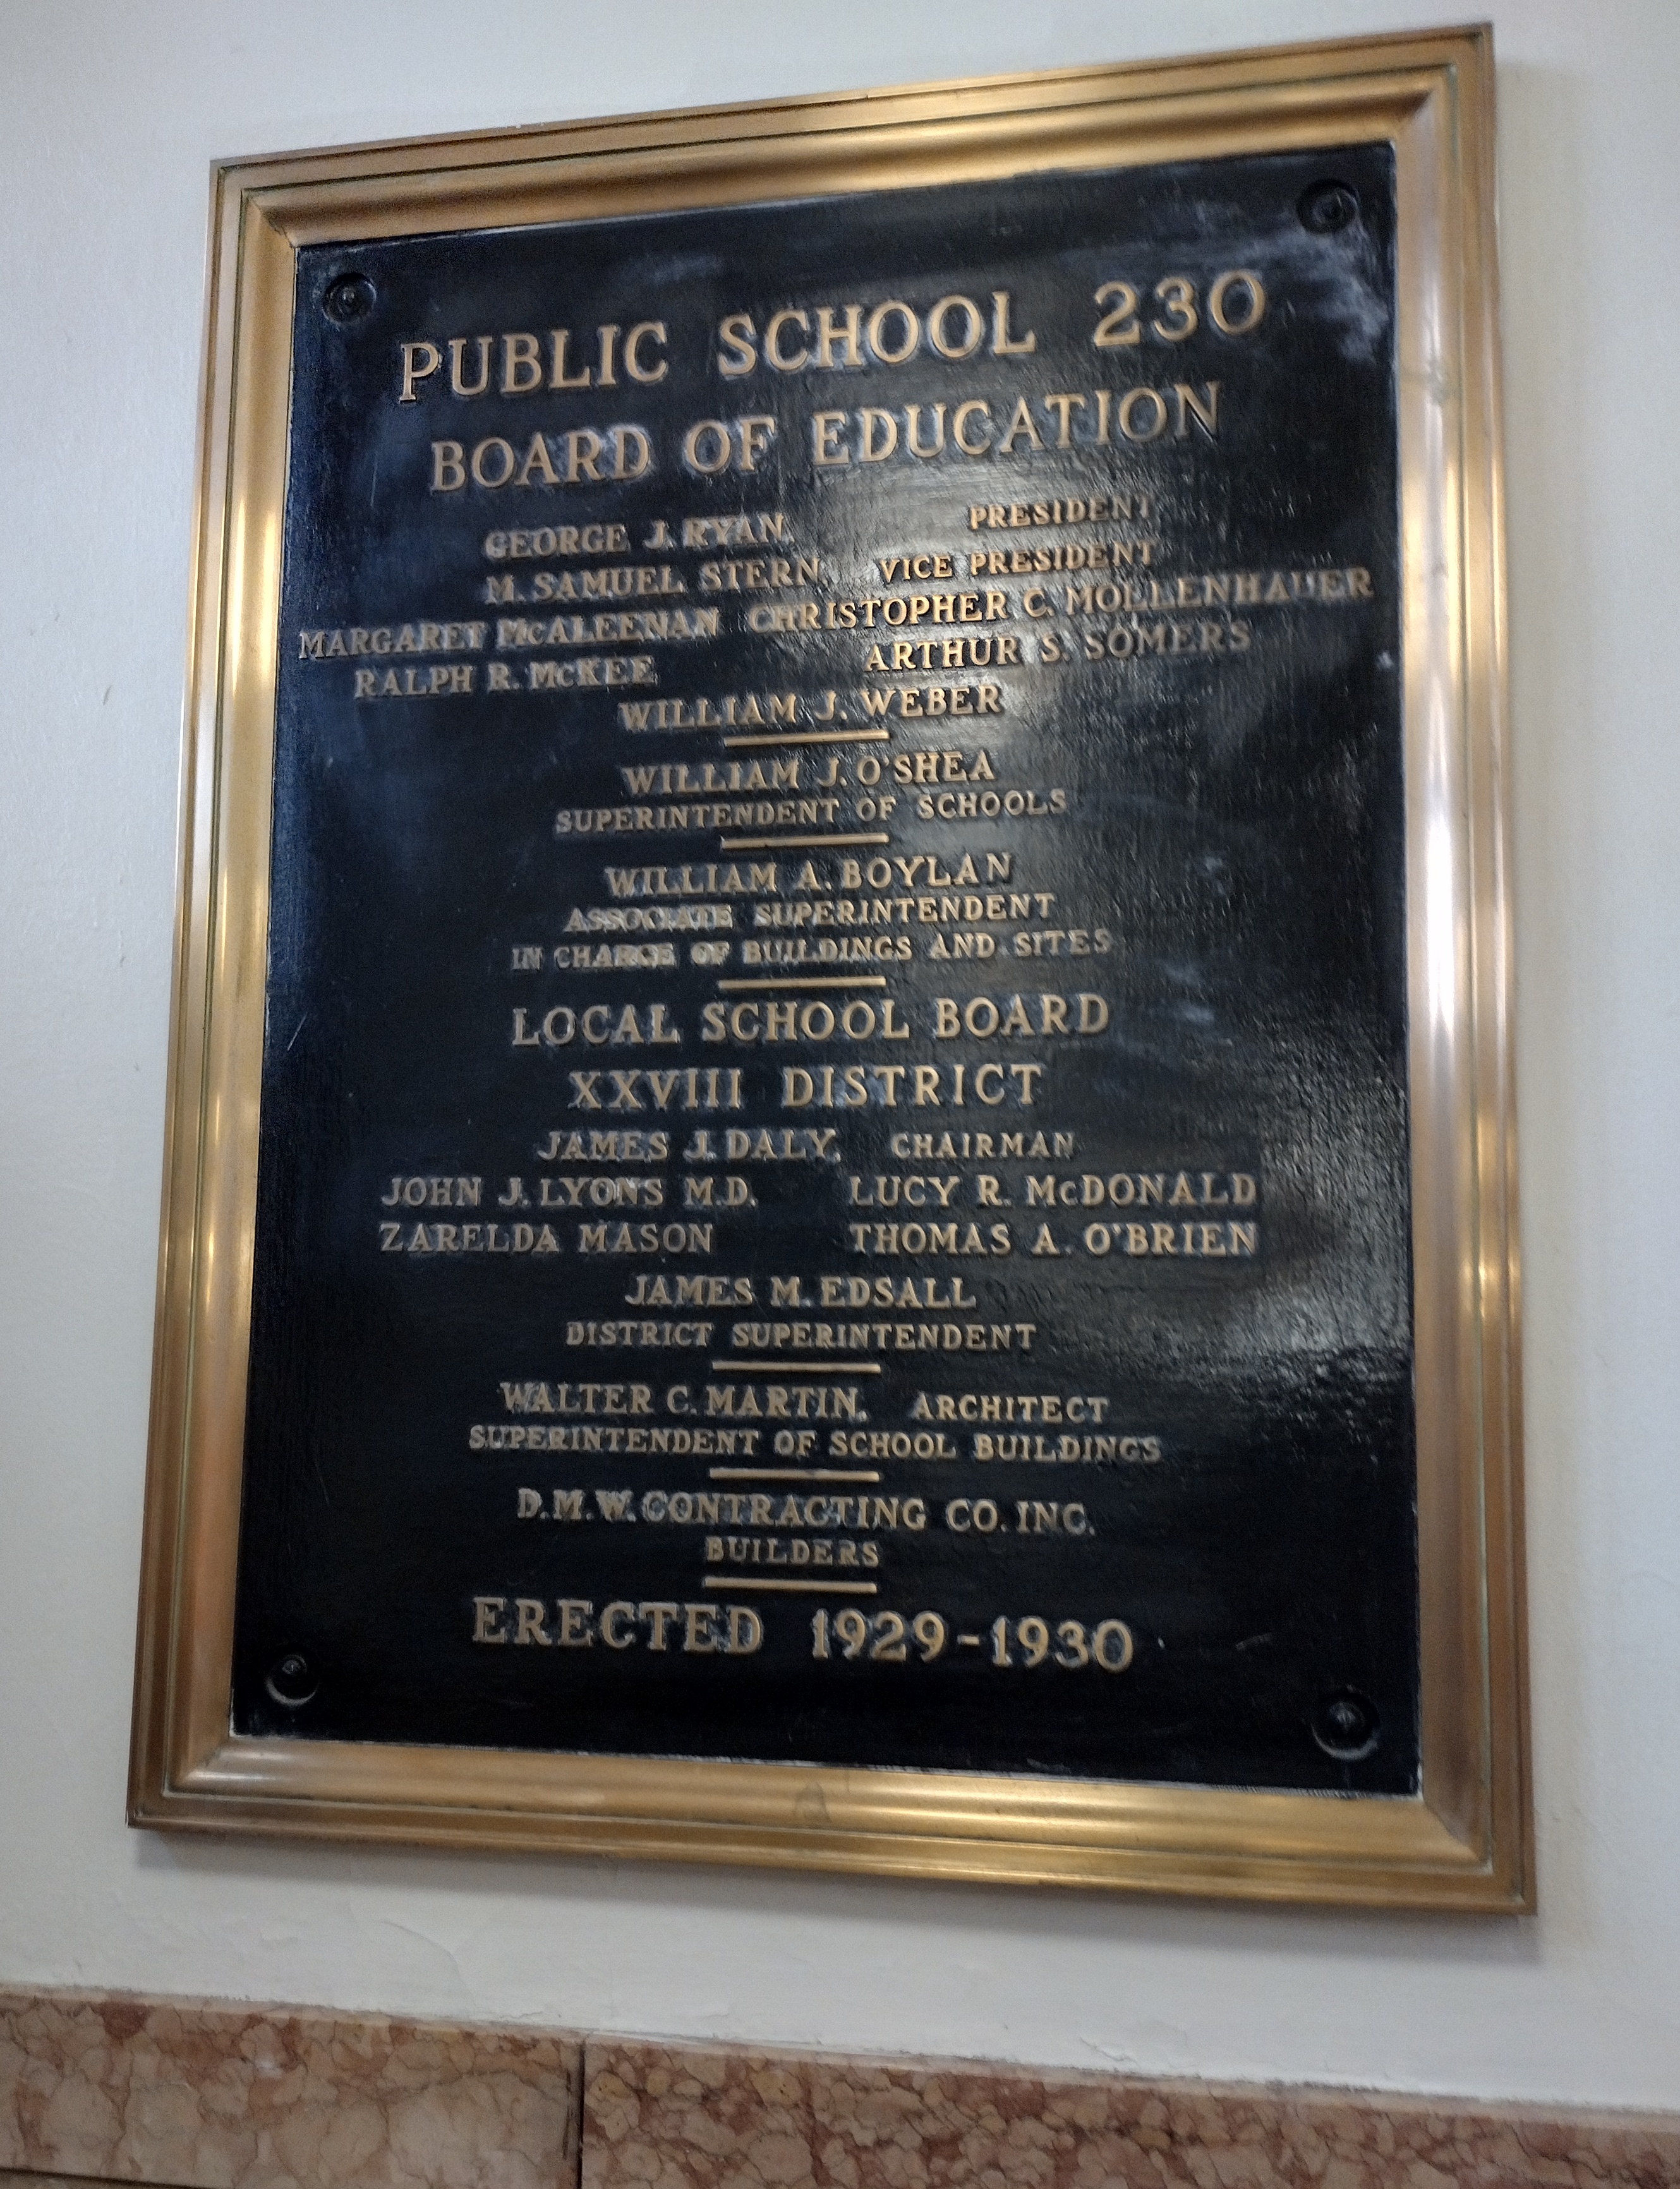 PUBLIC SCHOOL 230
BOARD OF EDUCATION
GEORGE J. RYAN, PRESIDENT
M. SAMUEL STERN, VICE PRESIDENT
MARGARET McALEENAN CHRISTOPHER C. MOLLENHAUER
RALPH R. McKEE ARTHUR S. SOMERS
WILLIAM J. WEBER
WILLIAM J. O'SHEA
SUPERINTENDENT OF SCHOOLS
WILLIAM A. BOYLAN
ASSOCIATE SUPERINTENDENT
IN CHARGE OF BUILDINGS AND SITES
LOCAL SCHOOL BOARD
XXVIII DISTRICT
JAMES J. DALY, CHAIRMAN
JOHN J. LYONS M.D. LUCY R. McDONALD
ZARELDA MASON THOMAS A. O'BRIEN
JAMES M. EDSALL
DISTRICT SUPERINTENDENT
WALTER C. MARTIN, ARCHITECT
SUPERINTENDENT OF SCHOOL BUILDINGS
D.M.W. CONTRACTING CO. INC.
BUILDERS
ERECTED 1929-1930